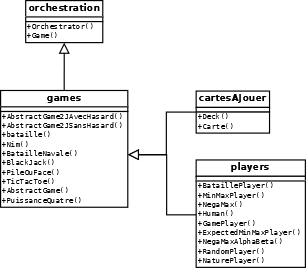 orchestration
+Orchestrator()
+Game()
games
+AbstractGame2JAvecHasard()
+AbstractGame2JSansHasard()
+bataille()
+Nim()
+BatailleNavale()
+BlackJack()
+PileOuFace()
+TicTacToe()
+AbstractGame()
+PuissanceQuatre()
cartesAJouer
+Deck()
+Carte()
players
+BataillePlayer()
+MinMaxPlayer()
+NegaMax()
+Human()
+GamePlayer()
+ExpectedMinMaxPlayer()
+NegaMaxAlphaBeta()
+RandomPlayer()
+NaturePlayer()